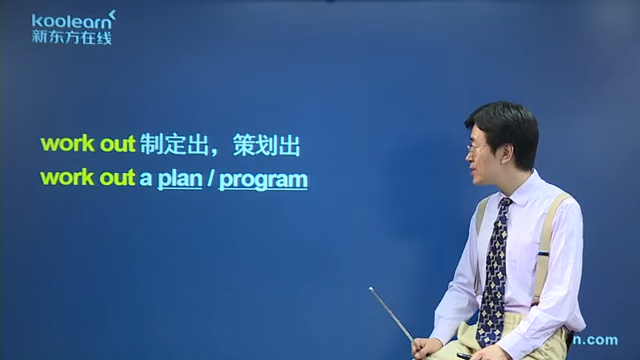 koolearn
新东方在线
work out 制定出，策划出
work out a plan / program
n.com